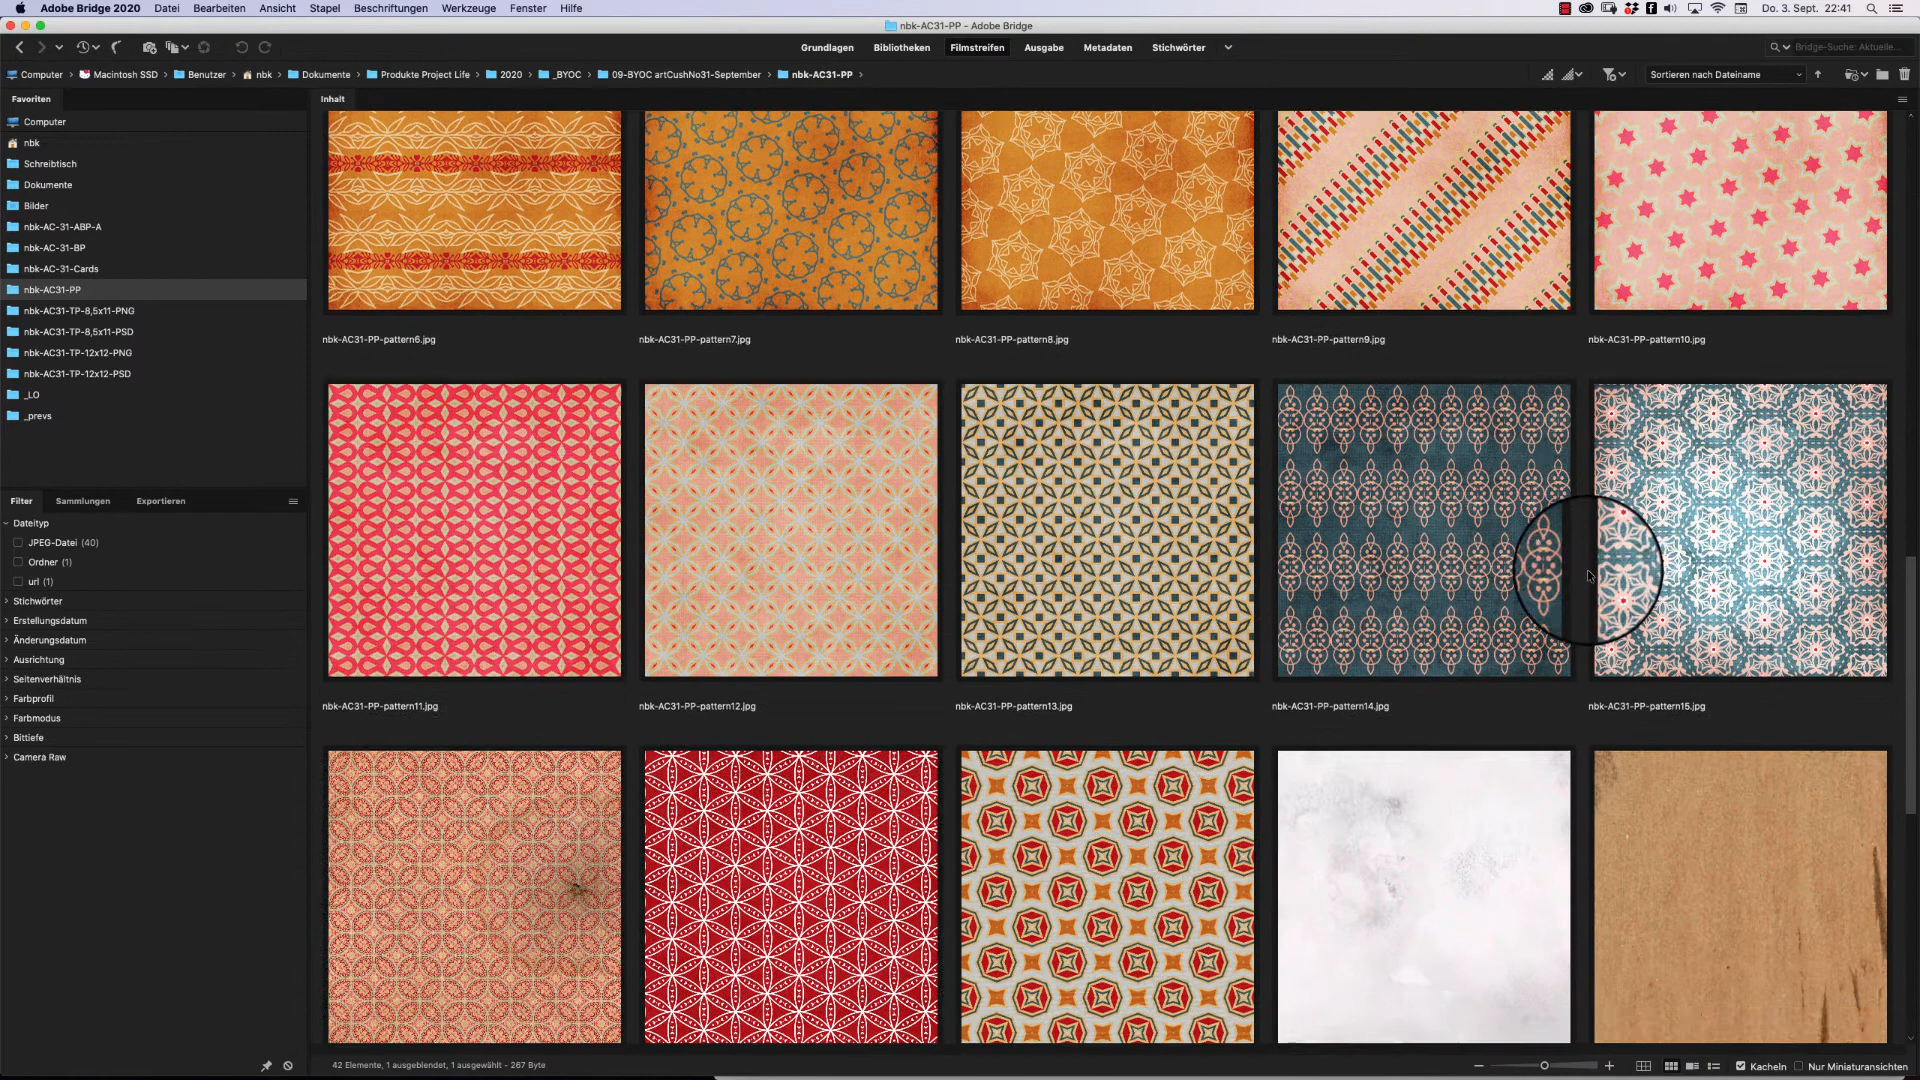 Adobe Bridge 2020 Datei Bearbeiten Ansicht Stapel Beschriftungen Werkzeuge Fenster Hilfe Do. 3. Sept. 22:41
nbk-AC31-PP - Adobe Bridge
Grundlagen Bibliotheken Filmstreifen Ausgabe Metadaten Stichwörter Bridge-Suche: Aktuelle...
Computer Macintosh SSD Benutzer nbk Dokumente Produkte Project Life 2020 _BYOC 09-BYOC artCushNo31-September nbk-AC31-PP Sortieren nach Dateiname
Favoriten Inhalt
Computer
nbk
Schreibtisch
Dokumente
Bilder
nbk-AC-31-ABP-A
nbk-AC-31-BP
nbk-AC-31-Cards
nbk-AC31-PP
nbk-AC31-TP-8,5x11-PNG
nbk-AC31-TP-8,5x11-PSD
nbk-AC31-TP-12x12-PNG
nbk-AC31-TP-12x12-PSD
_LO
_prevs
Filter Sammlungen Exportieren
Dateityp
JPEG-Datei (40)
Ordner (1)
url (1)
Stichwörter
Erstellungsdatum
Änderungsdatum
Ausrichtung
Seitenverhältnis
Farbprofil
Farbmodus
Bittiefe
Camera Raw
nbk-AC31-PP-pattern6.jpg nbk-AC31-PP-pattern7.jpg nbk-AC31-PP-pattern8.jpg nbk-AC31-PP-pattern9.jpg nbk-AC31-PP-pattern10.jpg
nbk-AC31-PP-pattern11.jpg nbk-AC31-PP-pattern12.jpg nbk-AC31-PP-pattern13.jpg nbk-AC31-PP-pattern14.jpg nbk-AC31-PP-pattern15.jpg
42 Elemente, 1 ausgeblendet, 1 ausgewählt - 267 Byte Kacheln Nur Miniaturansichten